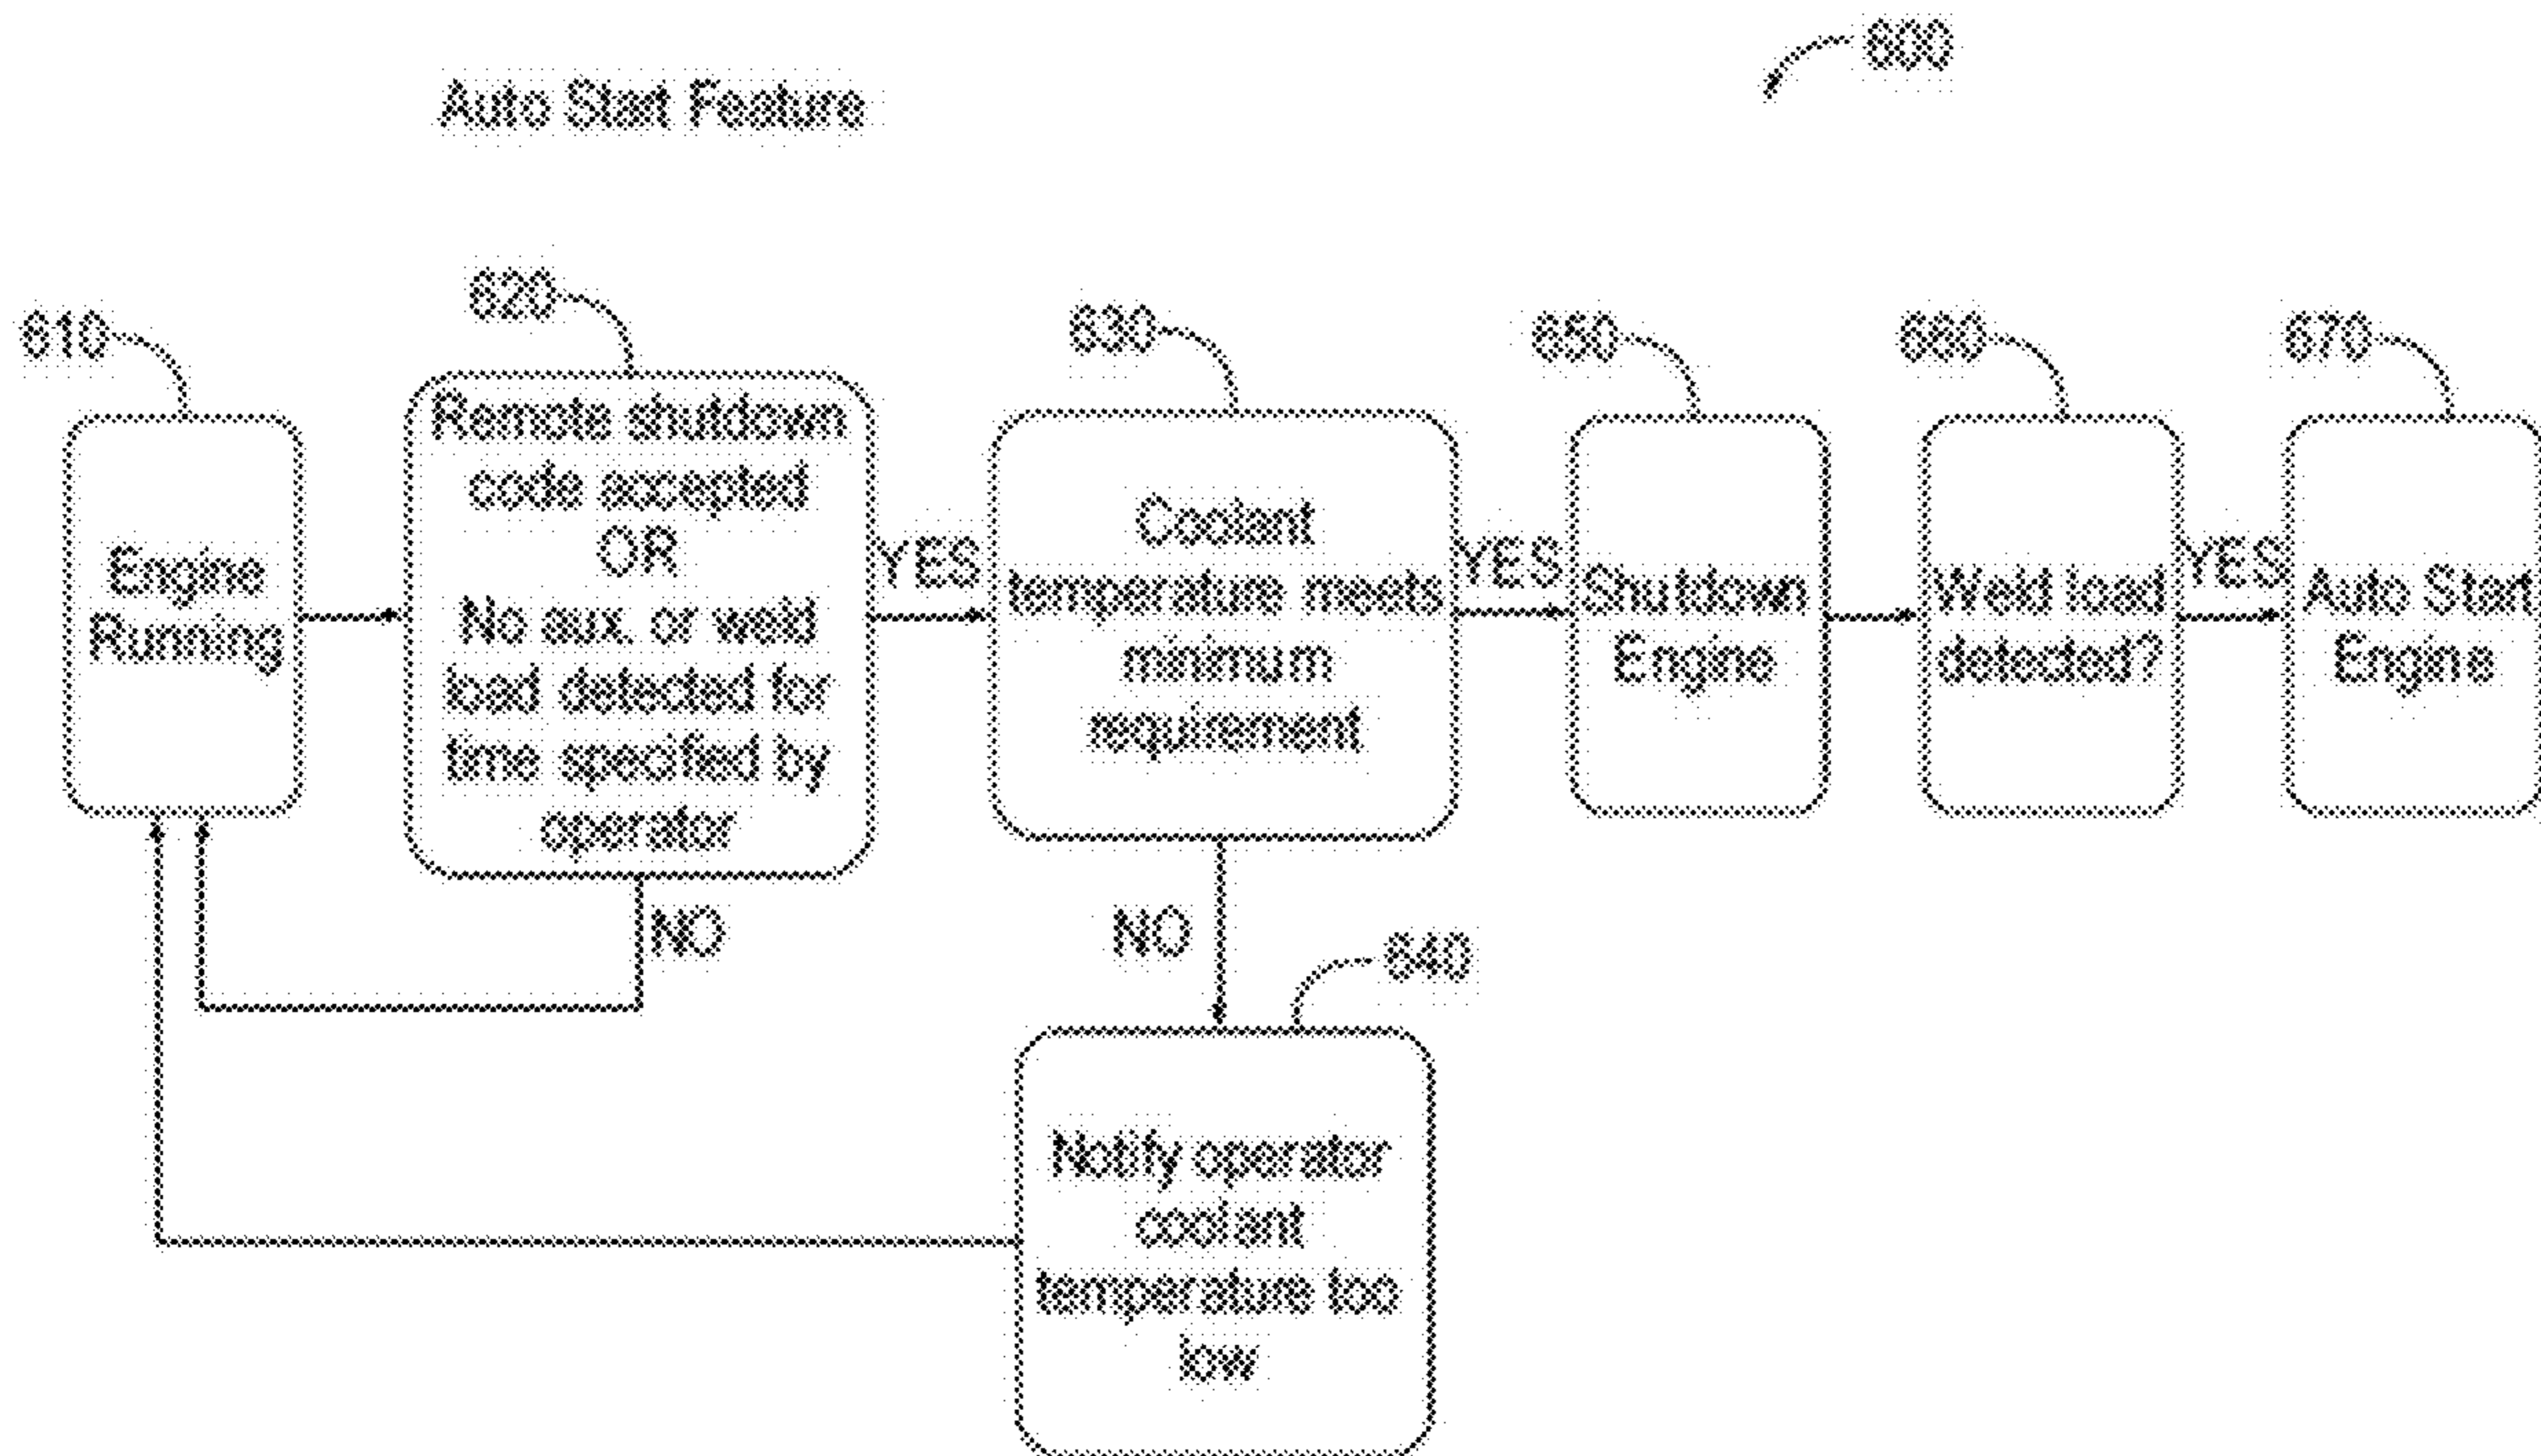 600
Auto Start Feature
610
Engine
Running
620
Remote shutdown
code accepted
OR
No aux. or weld
load detected for
time specified by
operator
YES
NO
630
Coolant
temperature meets
minimum
requirement
YES
NO
640
Notify operator
coolant
temperature too
low
650
Shutdown
Engine
660
Weld load
detected?
YES
670
Auto Start
Engine